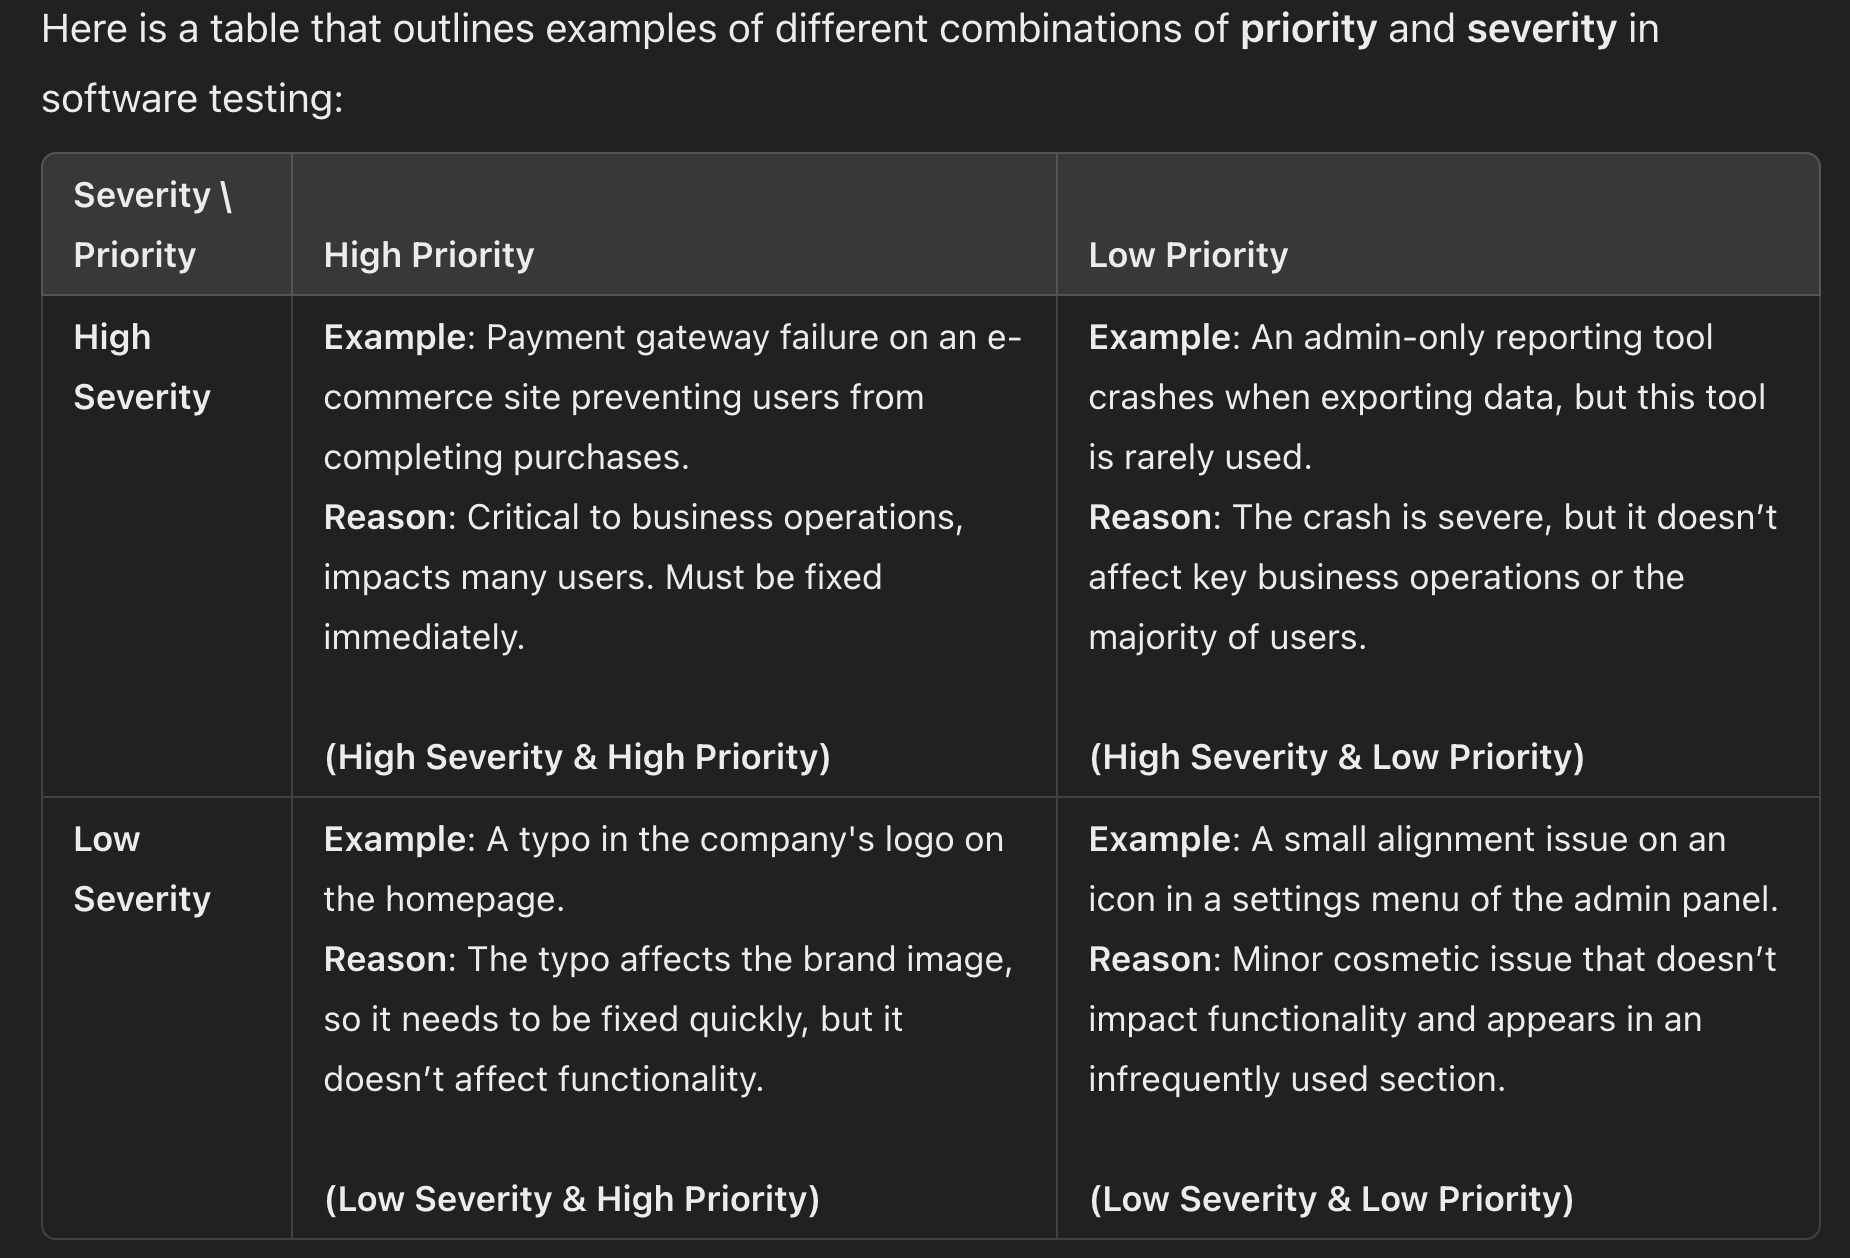 Here is a table that outlines examples of different combinations of priority and severity in
software testing:
Severity \
Priority
High Priority
Low Priority
High
Severity
Example: Payment gateway failure on an e-
commerce site preventing users from
completing purchases.
Reason: Critical to business operations,
impacts many users. Must be fixed
immediately.
(High Severity & High Priority)
Example: An admin-only reporting tool
crashes when exporting data, but this tool
is rarely used.
Reason: The crash is severe, but it doesn’t
affect key business operations or the
majority of users.
(High Severity & Low Priority)
Low
Severity
Example: A typo in the company's logo on
the homepage.
Reason: The typo affects the brand image,
so it needs to be fixed quickly, but it
doesn’t affect functionality.
(Low Severity & High Priority)
Example: A small alignment issue on an
icon in a settings menu of the admin panel.
Reason: Minor cosmetic issue that doesn’t
impact functionality and appears in an
infrequently used section.
(Low Severity & Low Priority)